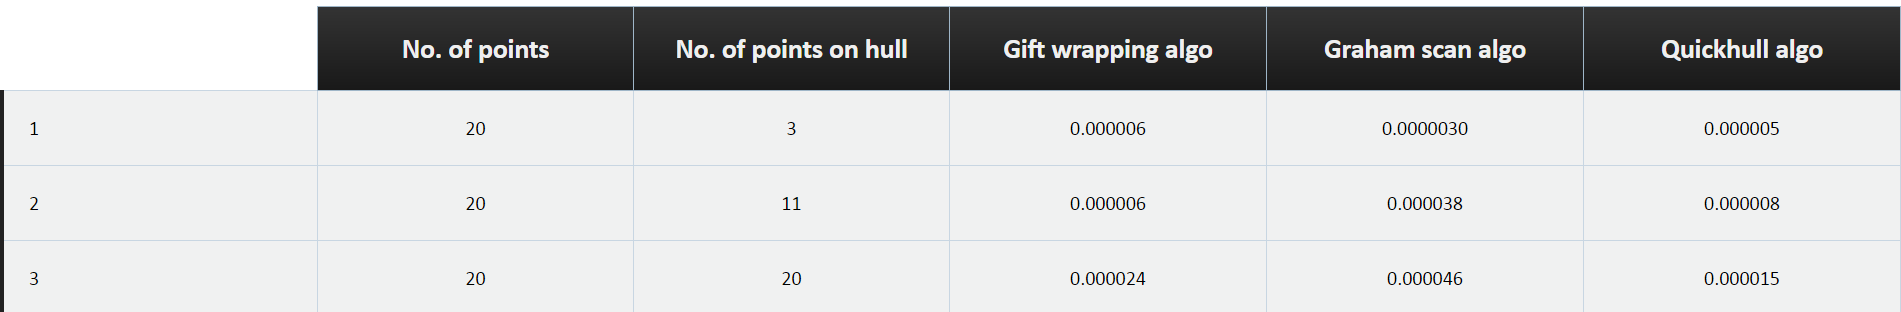 No. of points No. of points on hull Gift wrapping algo Graham scan algo Quickhull algo
1 20 3 0.000006 0.0000030 0.000005
2 20 11 0.000006 0.000038 0.000008
3 20 20 0.000024 0.000046 0.000015